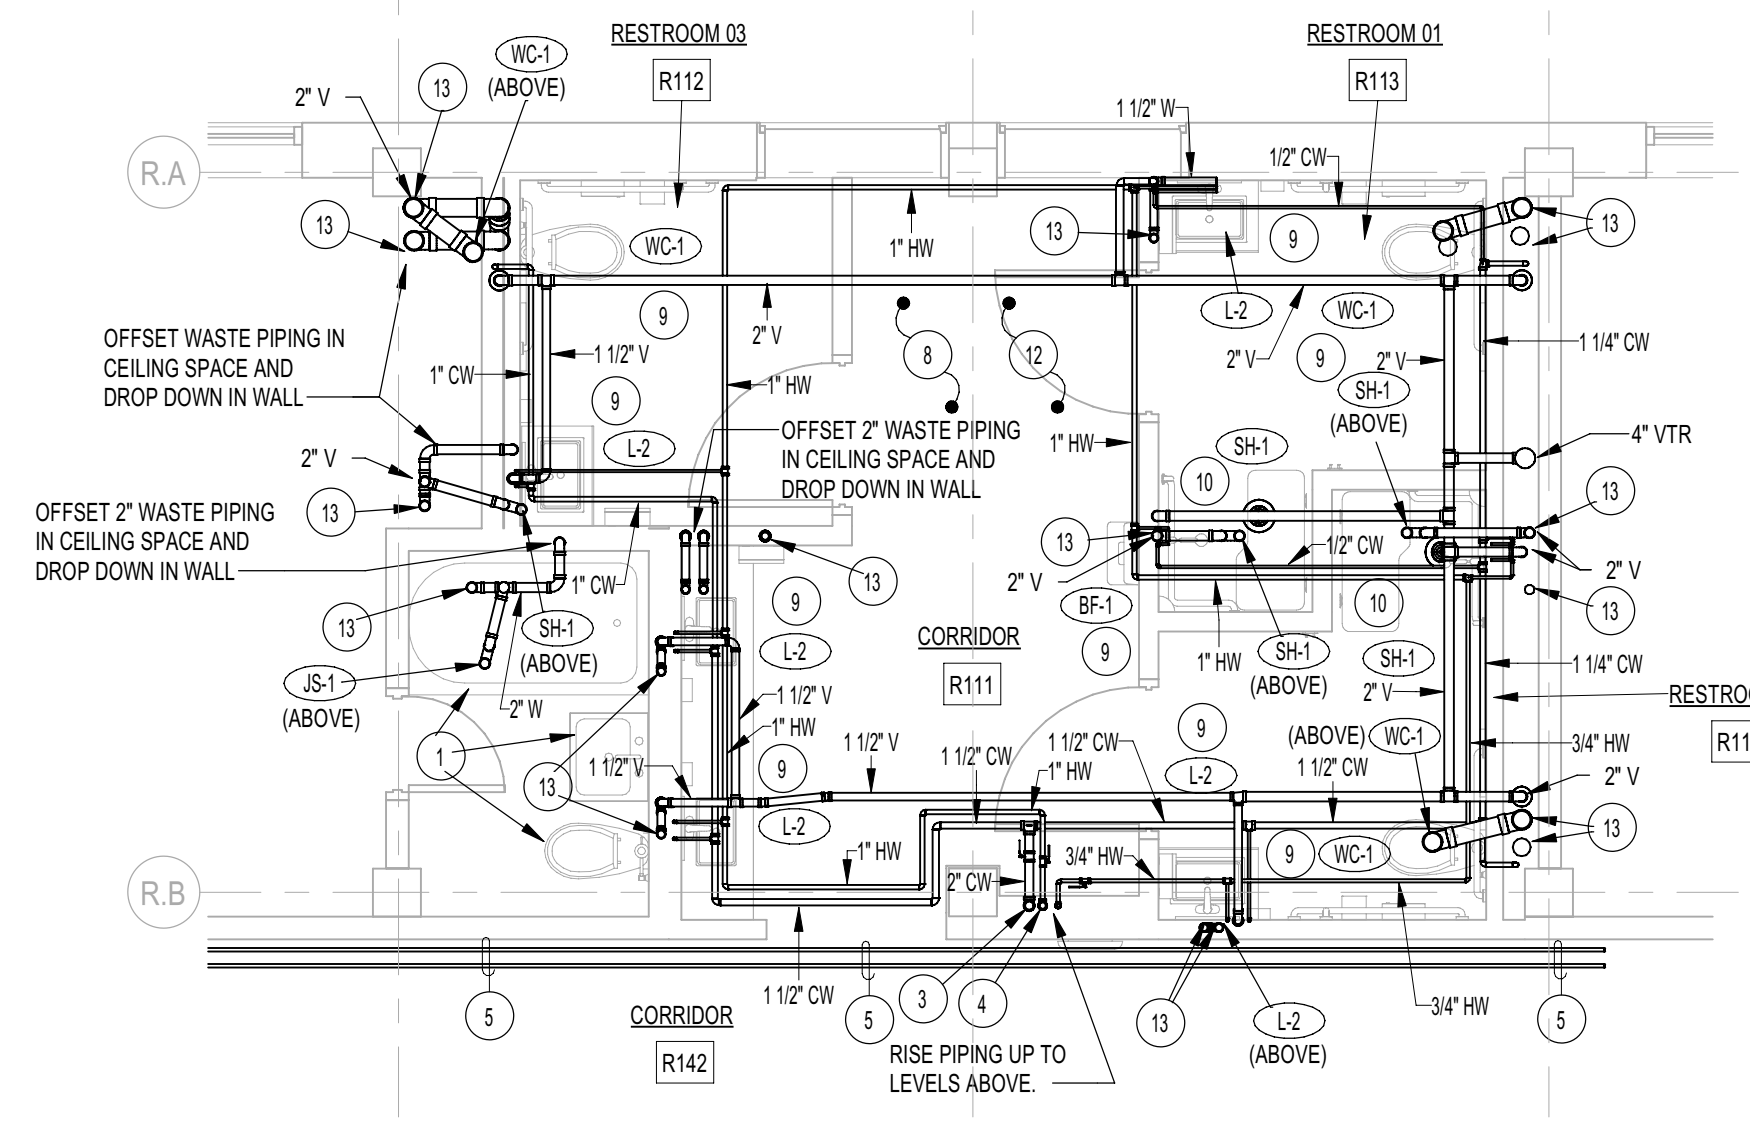 RESTROOM 03
R112
RESTROOM 01
R113
WC-1
(ABOVE)
13
2" V
1 1/2" W
1/2" CW
R.A
13
WC-1
1" HW
13
9
13
L-2
WC-1
9
2" V
8
12
2" V
9
2" V
1 1/4" CW
OFFSET WASTE PIPING IN
CEILING SPACE AND
DROP DOWN IN WALL
1 1/2" V
1" CW
1" HW
SH-1
(ABOVE)
9
L-2
OFFSET 2" WASTE PIPING
IN CEILING SPACE AND
DROP DOWN IN WALL
1" HW
SH-1
4" VTR
2" V
10
13
13
OFFSET 2" WASTE PIPING
IN CEILING SPACE AND
DROP DOWN IN WALL
13
1/2" CW
2" V
2" V
1" CW
13
9
BF-1
10
13
13
SH-1
(ABOVE)
CORRIDOR
R111
L-2
9
1" HW
SH-1
(ABOVE)
SH-1
1 1/4" CW
JS-1
(ABOVE)
2" W
1 1/2" V
1" HW
2" V
RESTROO
R11
1
9
1 1/2" V
13
1 1/2" V
1 1/2" CW
1" HW
1 1/2" CW
9
L-2
(ABOVE)
WC-1
1 1/2" CW
3/4" HW
2" V
L-2
13
1" HW
3/4" HW
9
WC-1
2" CW
R.B
1 1/2" CW
3
4
3/4" HW
5
5
5
13
L-2
(ABOVE)
CORRIDOR
R142
RISE PIPING UP TO
LEVELS ABOVE.